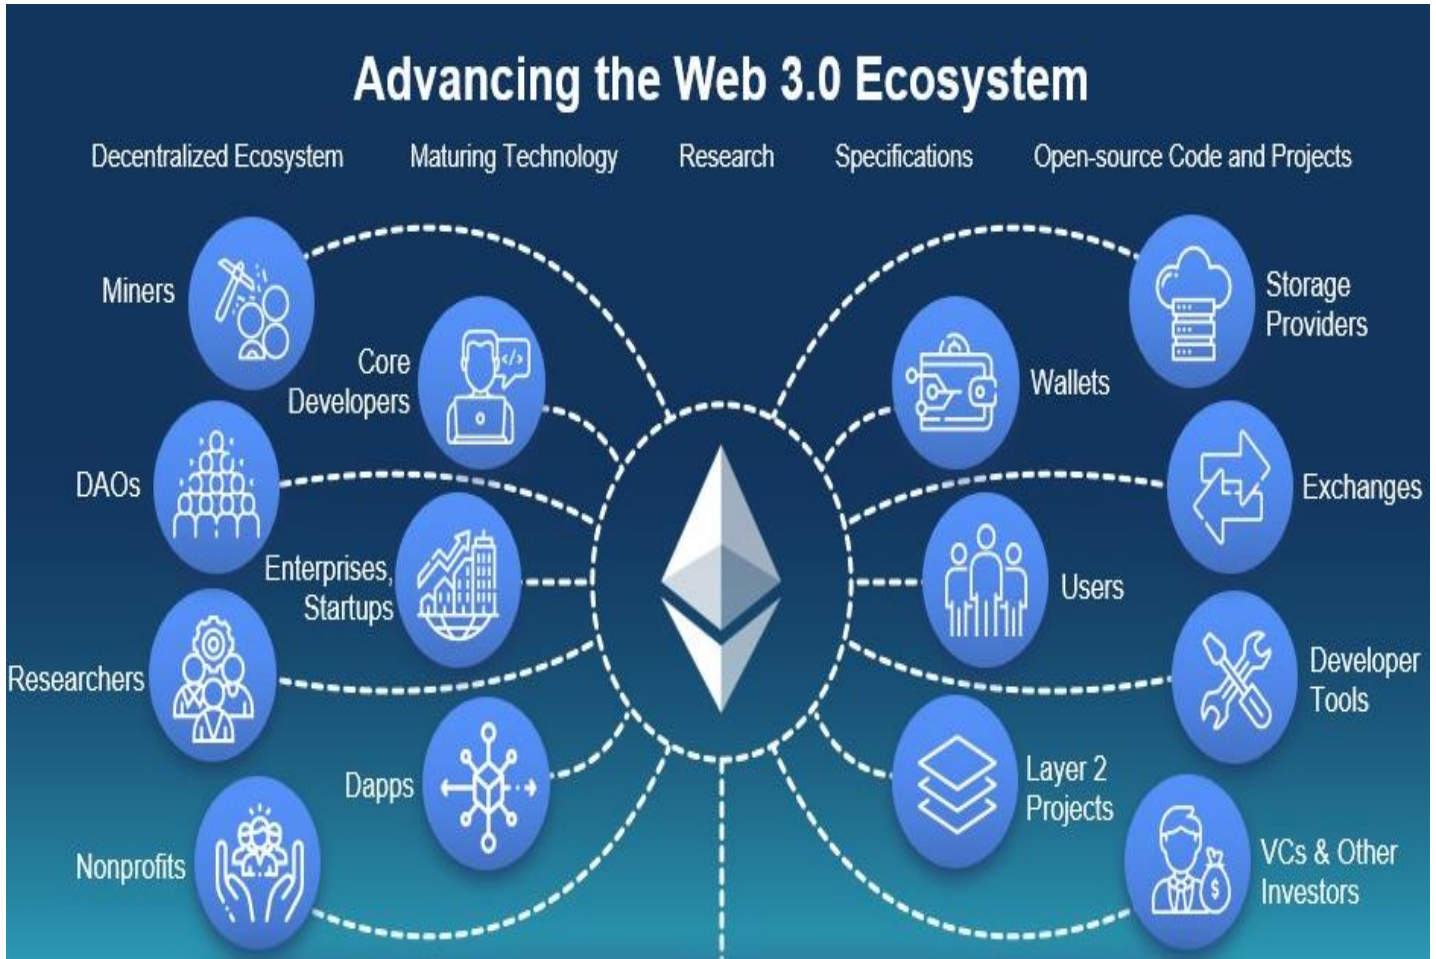 Advancing the Web 3.0 Ecosystem
Decentralized Ecosystem
Maturing Technology
Research
Specifications
Open-source Code and Projects
Miners
Core
Developers
DAOs
Enterprises,
Startups
Researchers
Dapps
Nonprofits
Storage
Providers
Wallets
Exchanges
Users
Developer
Tools
Layer 2
Projects
VCs & Other
Investors